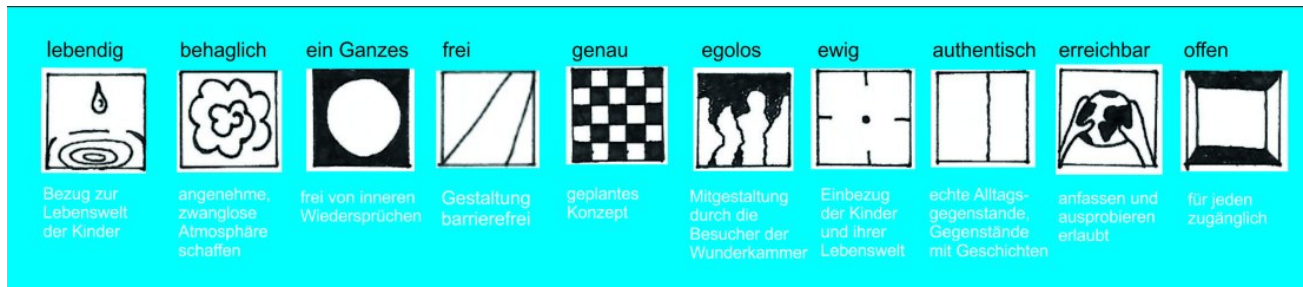 lebendig
behaglich
ein Ganzes
frei
genau
egolos
ewig
authentisch
erreichbar
offen
Bezug zur
Lebenswelt
der Kinder
angenehme,
zwanglose
Atmosphäre
schaffen
frei von inneren
Wiedersprüchen
Gestaltung
barrierefrei
geplantes
Konzept
Mitgestaltung
durch die
Besucher der
Wunderkammer
Einbezug
der Kinder
und ihrer
Lebenswelt
echte Alltags-
gegenstande,
Gegenstände
mit Geschichten
anfassen und
ausprobieren
erlaubt
für jeden
zugänglich